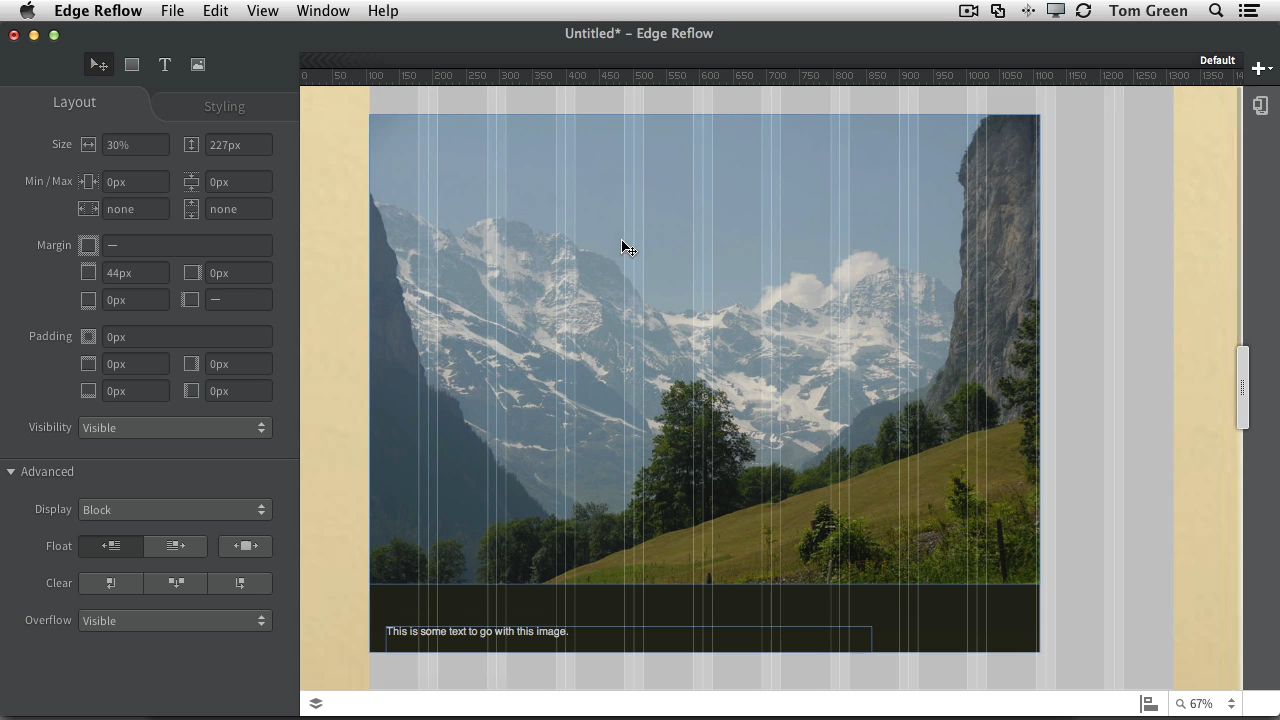 Edge Reflow File Edit View Window Help Tom Green
Untitled* – Edge Reflow
T
Default
0 50 100 150 200 250 300 350 400 450 500 550 600 650 700 750 800 850 900 950 1000 1050 1100 1150 1200 1250 1300 1350
Layout Styling
Size 30% 227px
Min / Max 0px 0px
none none
Margin —
44px 0px
0px —
Padding 0px
0px 0px
0px 0px
Visibility Visible
Advanced
Display Block
Float
Clear
Overflow Visible
This is some text to go with this image.
67%